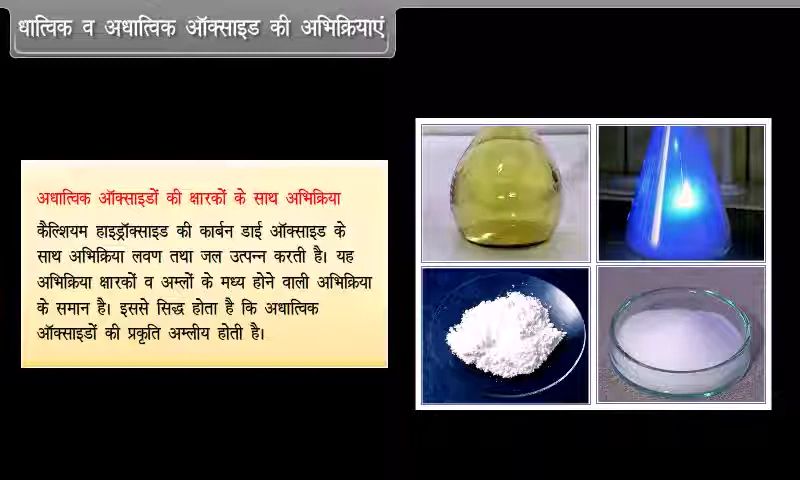 धात्विक व अधात्विक ऑक्साइड की अभिक्रियाएं
अधात्विक ऑक्साइडों की क्षारकों के साथ अभिक्रिया
कैल्शियम हाइड्रॉक्साइड की कार्बन डाई ऑक्साइड के
साथ अभिक्रिया लवण तथा जल उत्पन्न करती है। यह
अभिक्रिया क्षारकों व अम्लों के मध्य होने वाली अभिक्रिया
के समान है। इससे सिद्ध होता है कि अधात्विक
ऑक्साइडों की प्रकृति अम्लीय होती है।